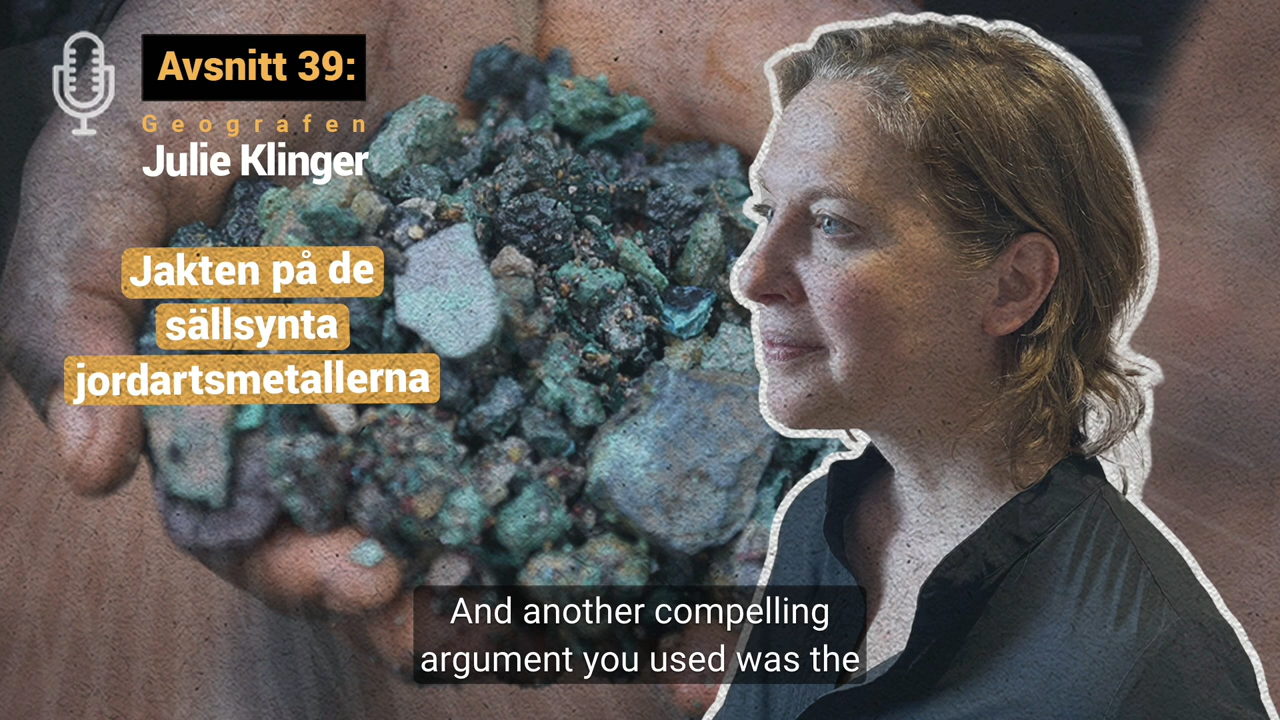 Avsnitt 39:
Geografen
Julie Klinger
Jakten på de
sällsynta
jordartsmetallerna
And another compelling
argument you used was the